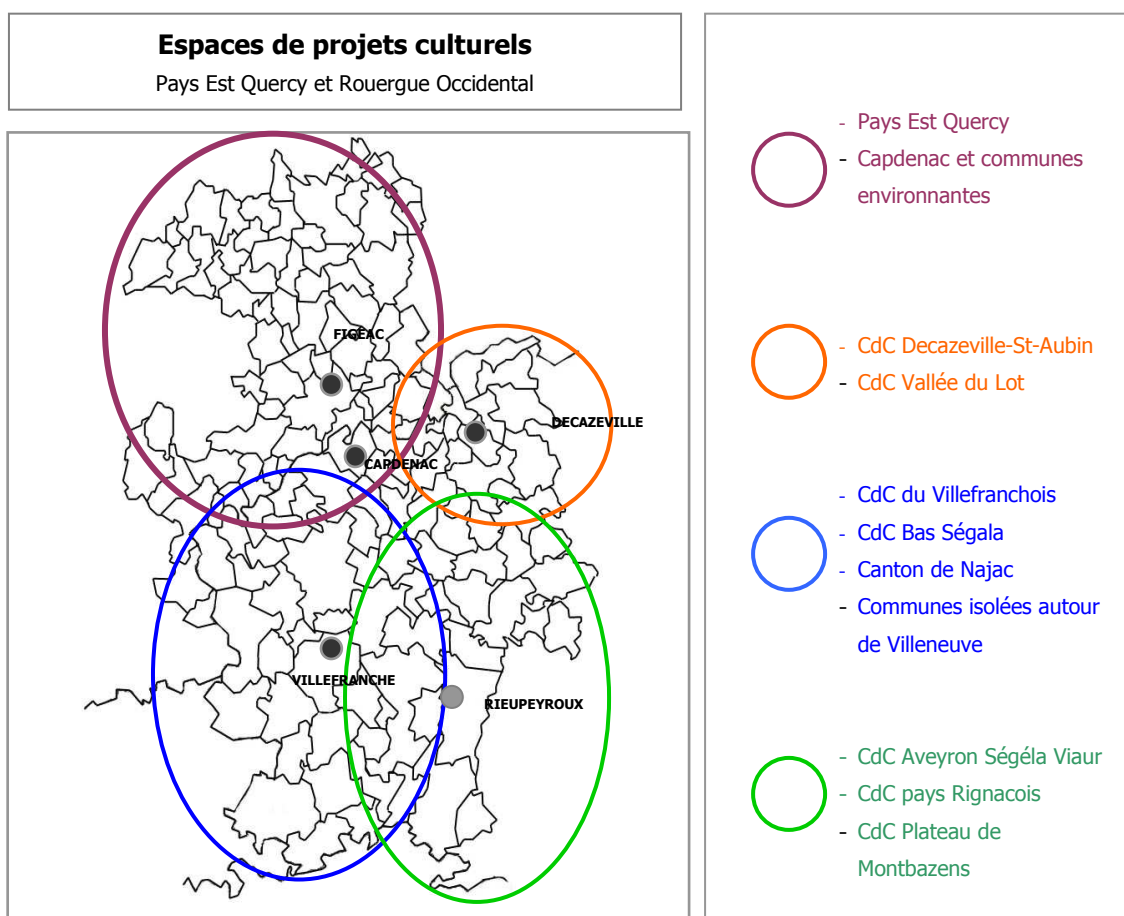 Espaces de projets culturels
Pays Est Quercy et Rouergue Occidental
FIGEAC
DECAZEVILLE
CAPDENAC
VILLEFRANCHE
RIEUPEYROUX
- Pays Est Quercy
- Capdenac et communes
environnantes
- CdC Decazeville-St-Aubin
- CdC Vallée du Lot
- CdC du Villefranchois
- CdC Bas Ségala
- Canton de Najac
- Communes isolées autour
de Villeneuve
- CdC Aveyron Ségéla Viaur
- CdC pays Rignacois
- CdC Plateau de
Montbazens